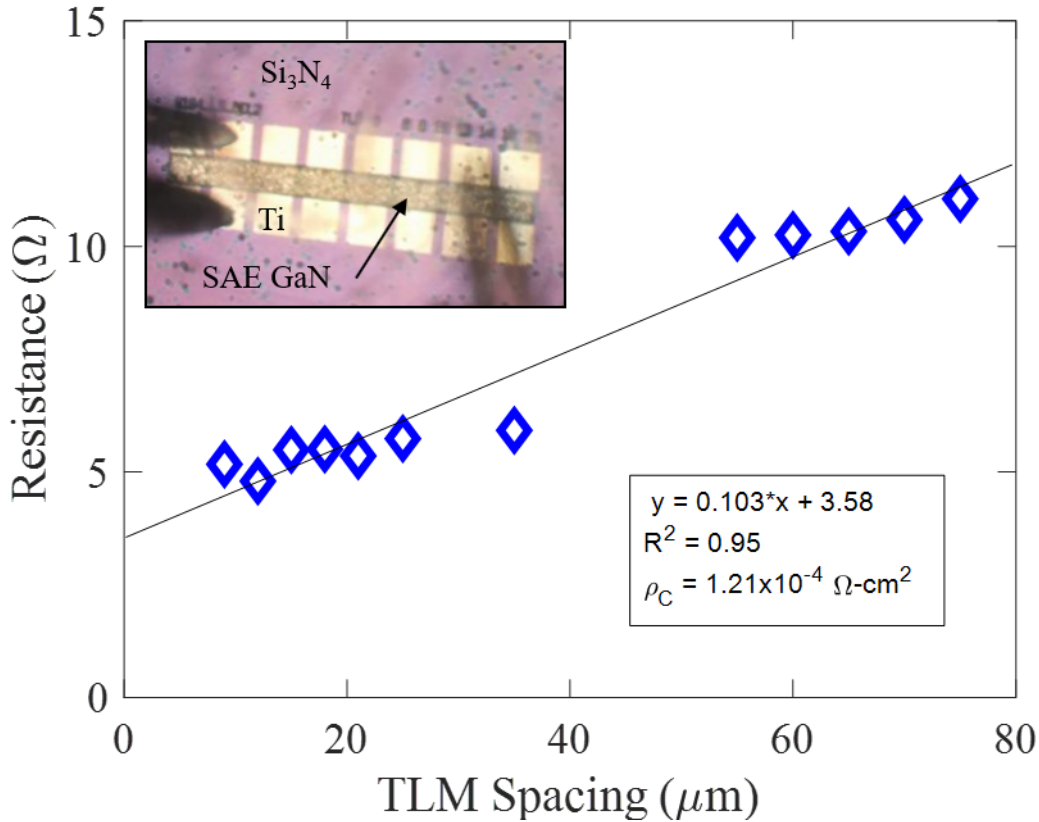 15
10
5
0
Resistance (Ω)
Si₃N₄
Ti
SAE GaN
y = 0.103*x + 3.58
R² = 0.95
ρC = 1.21x10⁻⁴ Ω-cm²
0 20 40 60 80
TLM Spacing (μm)